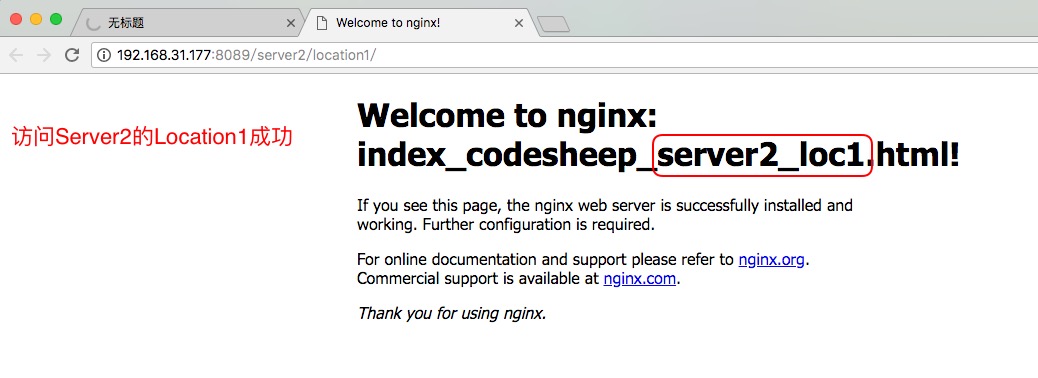 无标题
Welcome to nginx!
192.168.31.177:8089/server2/location1/
访问Server2的Location1成功
Welcome to nginx:
index_codesheep_server2_loc1.html!
If you see this page, the nginx web server is successfully installed and
working. Further configuration is required.
For online documentation and support please refer to nginx.org.
Commercial support is available at nginx.com.
Thank you for using nginx.